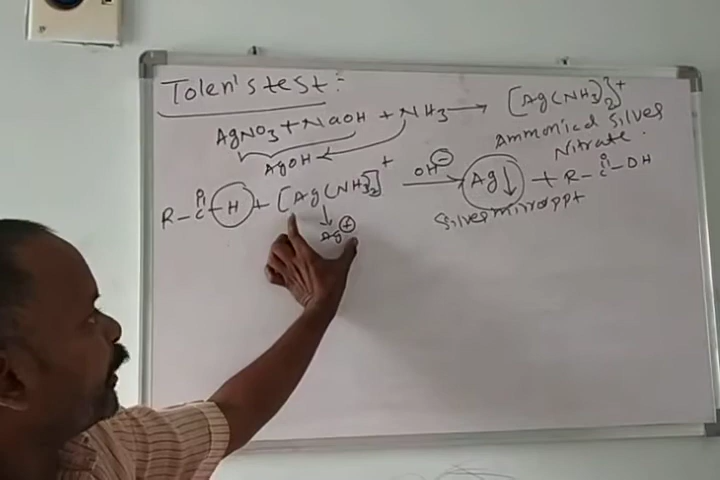 Tolen's test :-
AgNO3 + NaOH + NH3 → [Ag(NH3)2]+
AgOH ←
Ammonical Silver
Nitrate.
R-C(=O)-H + [Ag(NH3)2]+ OH⊖ → Ag↓ + R-C(=O)-OH
↓
Ag⊕
Silver mirror ppt